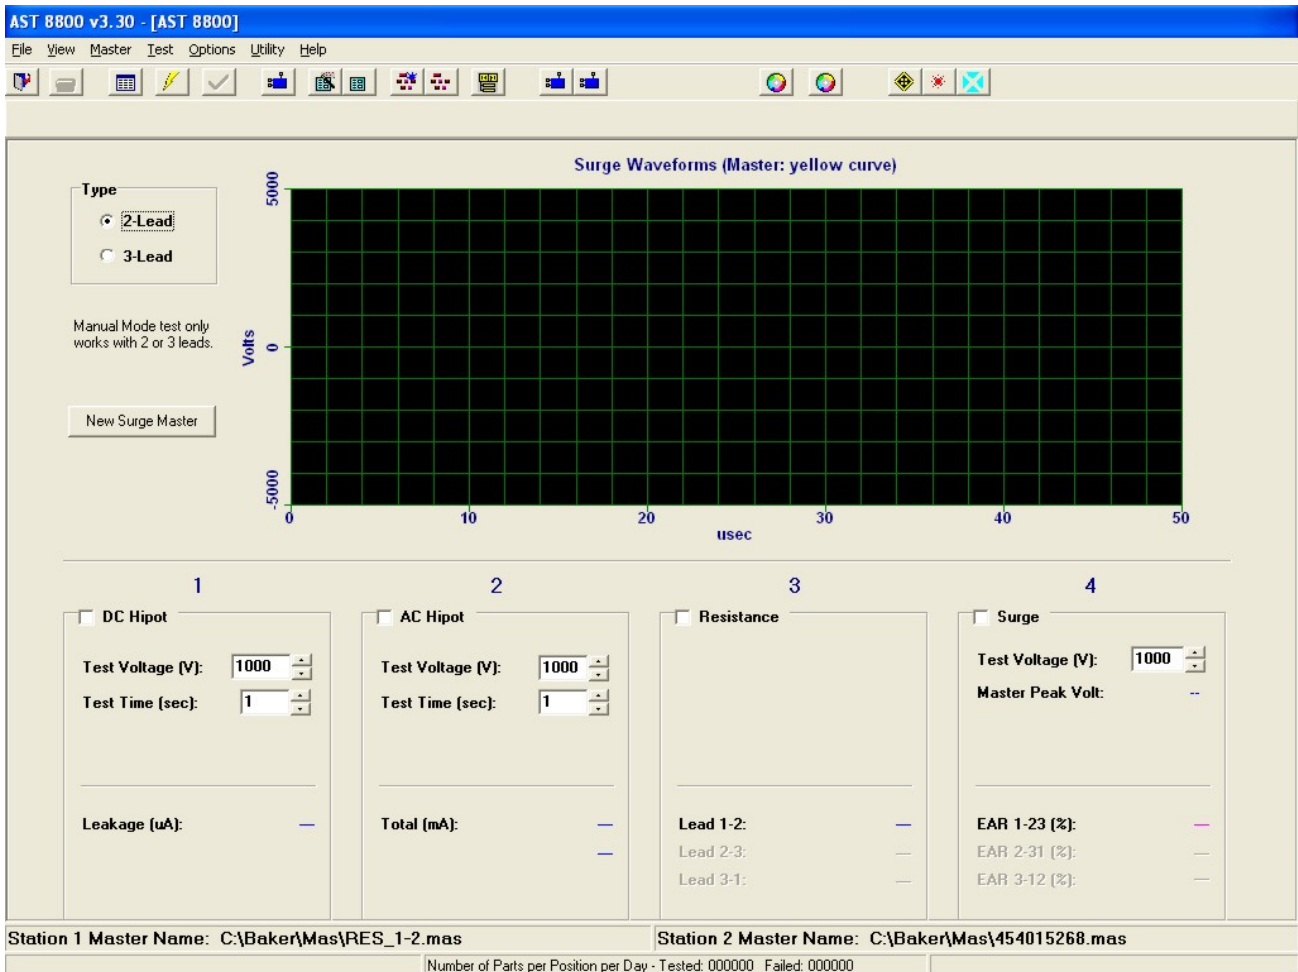 AST 8800 v3.30 - [AST 8800]
File View Master Test Options Utility Help
Surge Waveforms (Master: yellow curve)
Type
2-Lead
3-Lead
Manual Mode test only
works with 2 or 3 leads.
New Surge Master
5000
Volts
0
-5000
0 10 20 30 40 50
usec
1 2 3 4
DC Hipot AC Hipot Resistance Surge
Test Voltage (V): 1000 Test Voltage (V): 1000 Test Voltage (V): 1000
Test Time (sec): 1 Test Time (sec): 1 Master Peak Volt: --
Leakage (uA): — Total (mA): — Lead 1-2: — EAR 1-23 (%): —
— Lead 2-3: — EAR 2-31 (%): —
Lead 3-1: — EAR 3-12 (%): —
Station 1 Master Name: C:\Baker\Mas\RES_1-2.mas Station 2 Master Name: C:\Baker\Mas\454015268.mas
Number of Parts per Position per Day - Tested: 000000 Failed: 000000